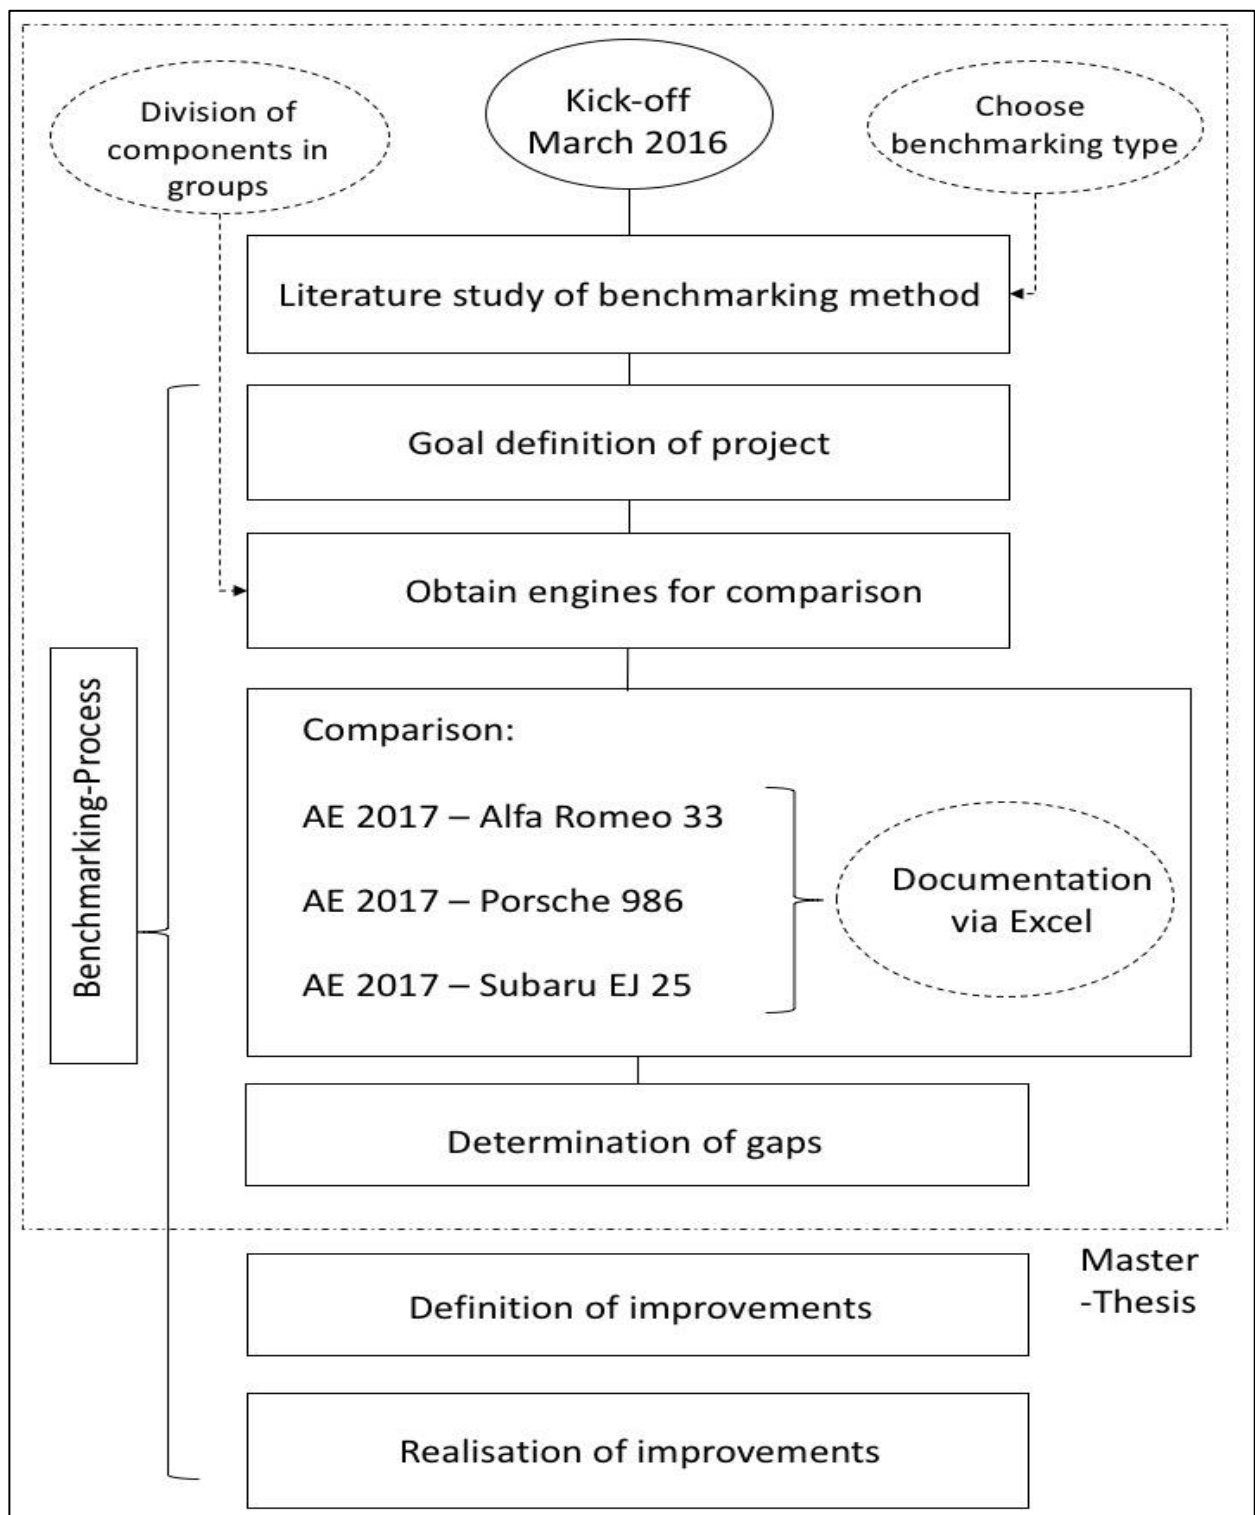 Division of
components in
groups
Kick-off
March 2016
Choose
benchmarking type
Literature study of benchmarking method
Goal definition of project
Obtain engines for comparison
Benchmarking-Process
Comparison:
AE 2017 – Alfa Romeo 33
AE 2017 – Porsche 986
AE 2017 – Subaru EJ 25
Documentation
via Excel
Determination of gaps
Master
-Thesis
Definition of improvements
Realisation of improvements